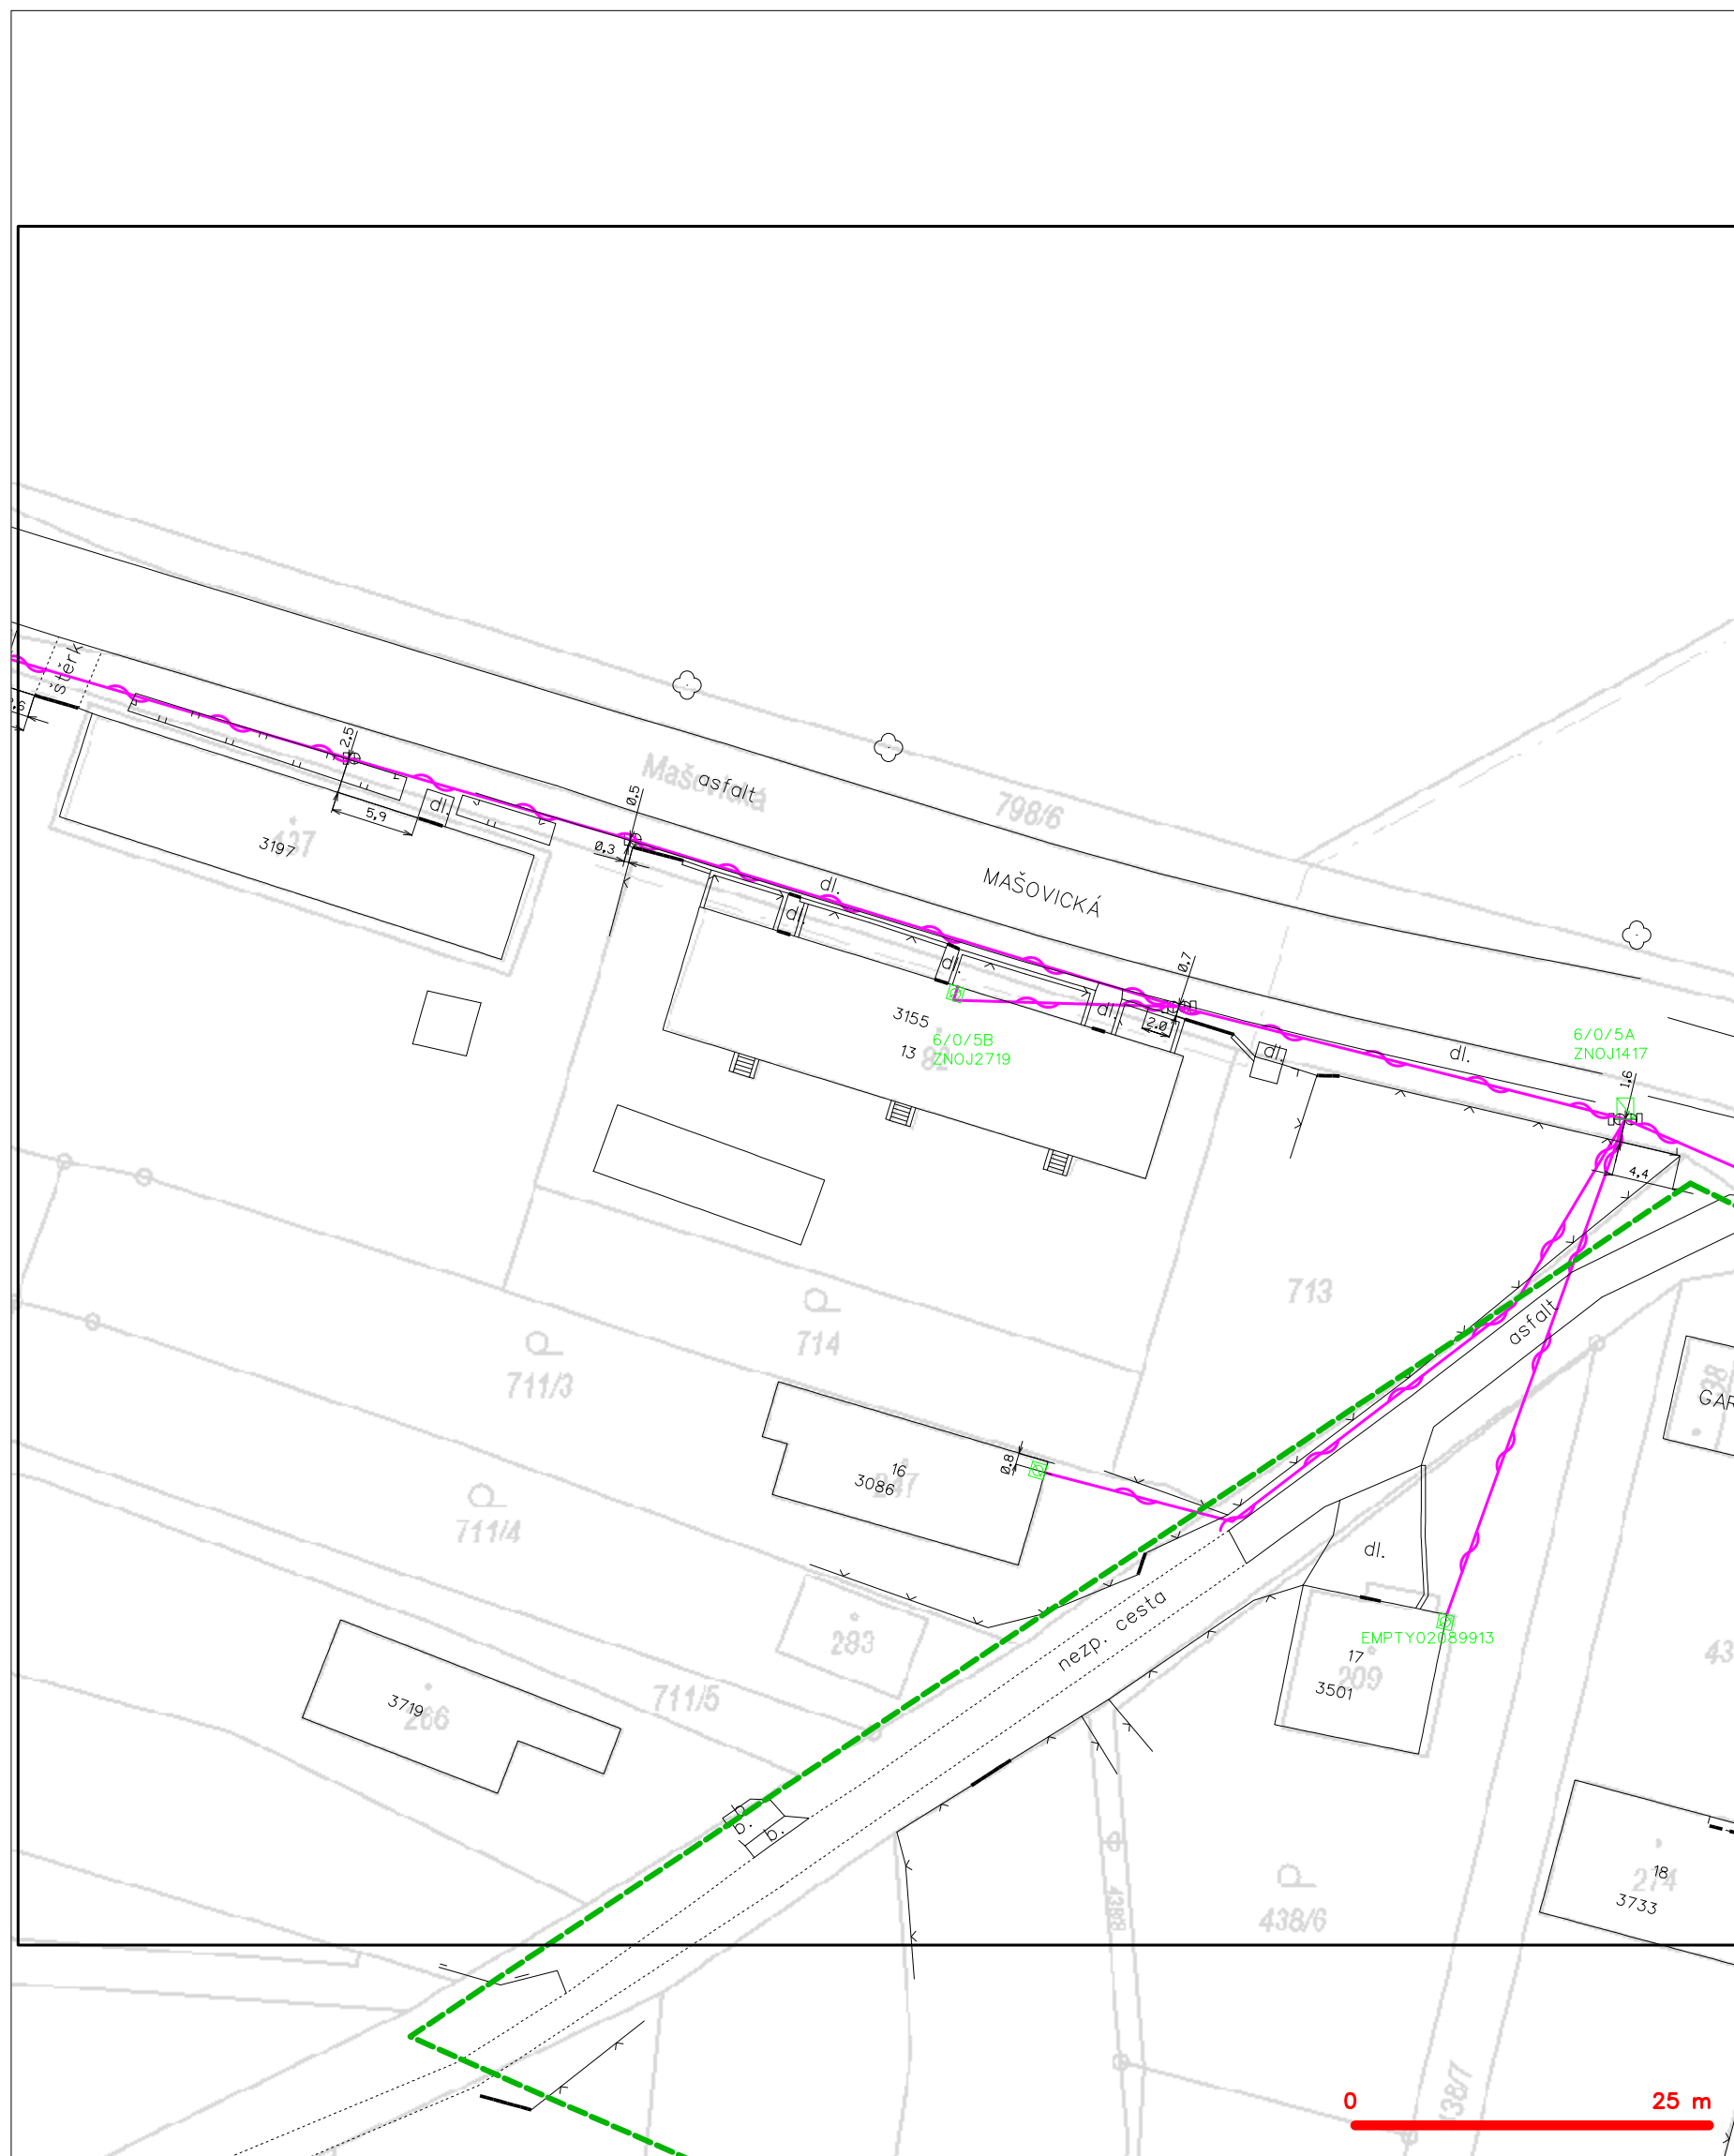 štěrk
2,5
5,9
dl.
3197
Mašovická
asfalt
0,5
0,3
798/6
MAŠOVICKÁ
dl.
dl.
dl.
0,7
dl.
2,0
3155
13
6/0/5B
ZNOJ2719
dl.
dl.
6/0/5A
ZNOJ1417
1,6
4,4
713
714
711/3
asfalt
16
3086
0,8
711/4
dl.
nezp. cesta
283
EMPTY02089913
17
3501
209
3719
266
711/5
b.
b.
b.
438/6
18
3733
274
0 25 m